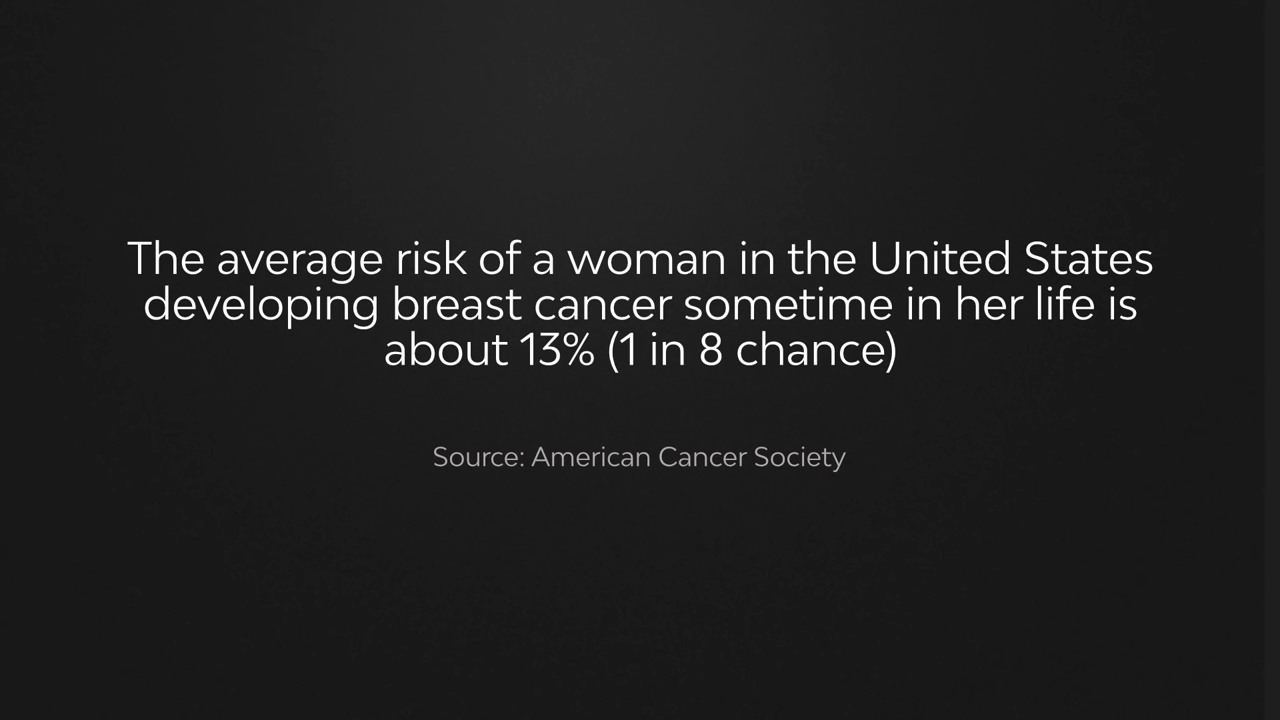 The average risk of a woman in the United States
developing breast cancer sometime in her life is
about 13% (1 in 8 chance)
Source: American Cancer Society